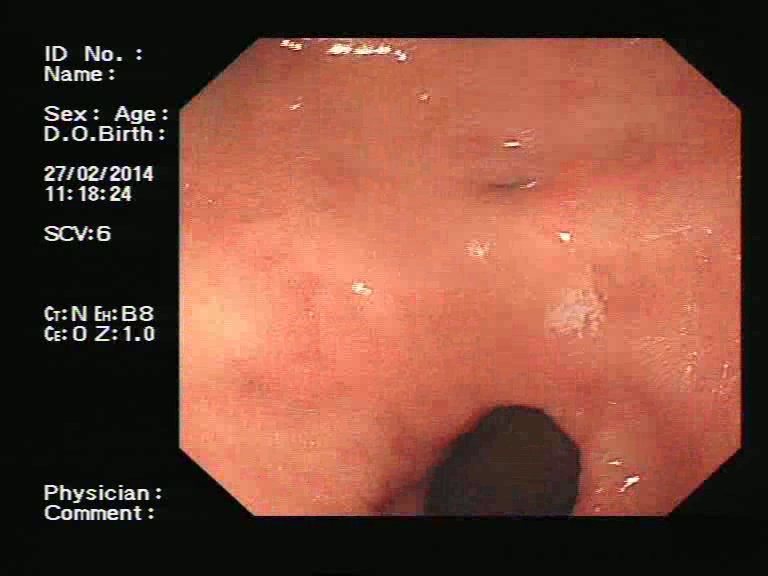 ID No. :
Name :
Sex : Age :
D.O.Birth :
27/02/2014
11:18:24
SCV:6
CT:N EH:B8
CE:0 Z:1.0
Physician :
Comment :